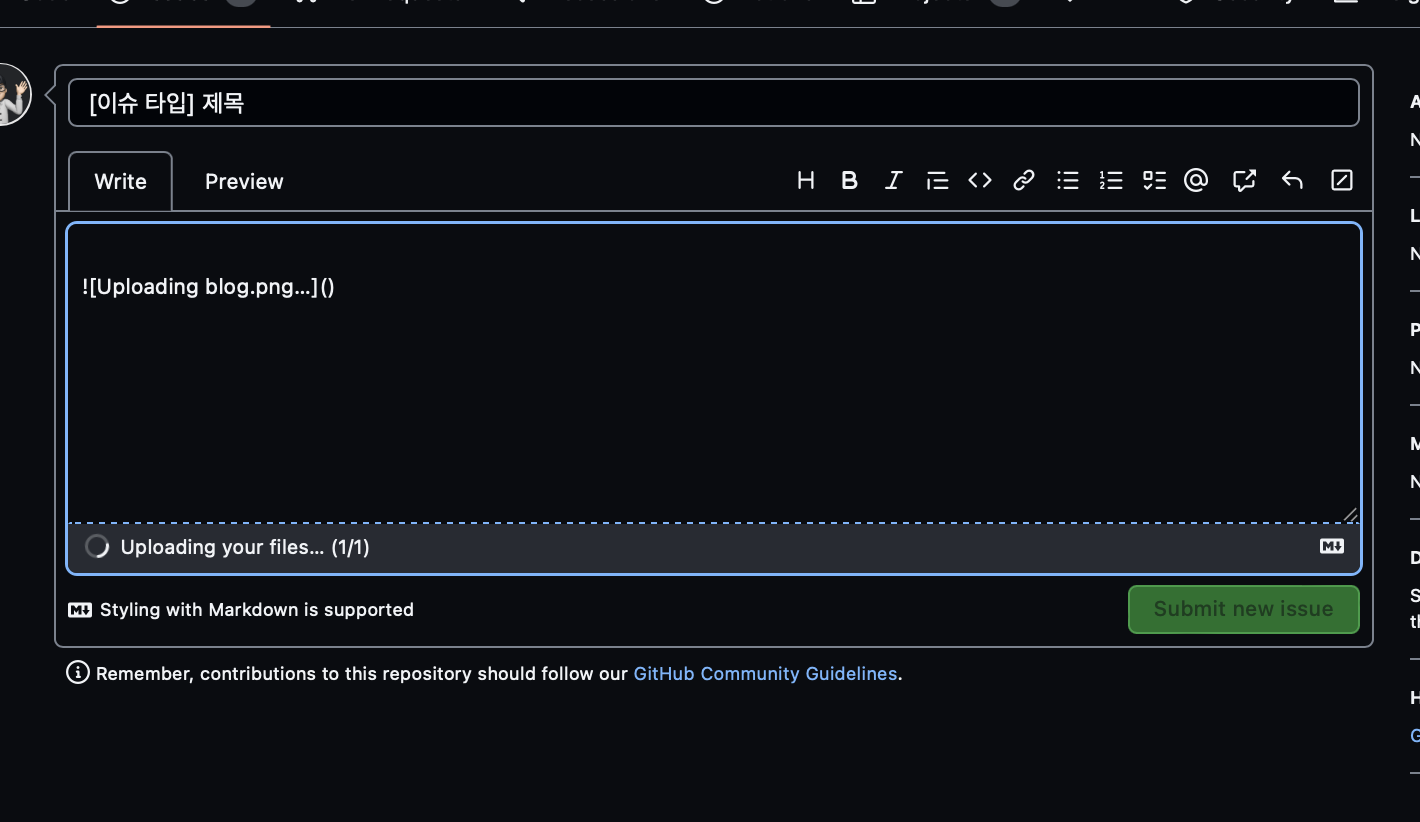 [이슈 타입] 제목
Write
Preview
![Uploading blog.png…]()
Uploading your files… (1/1)
Styling with Markdown is supported
Submit new issue
Remember, contributions to this repository should follow our GitHub Community Guidelines.